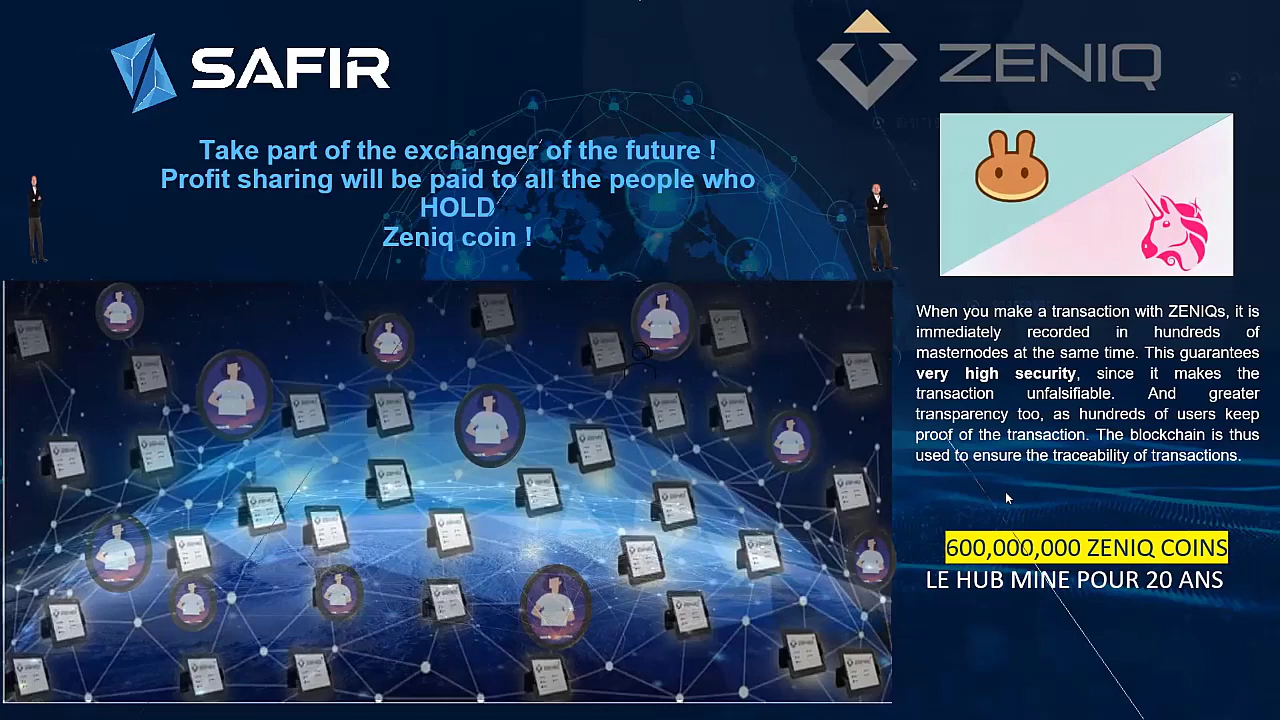 SAFIR
ZENIQ
Take part of the exchanger of the future !
Profit sharing will be paid to all the people who
HOLD
Zeniq coin !
When you make a transaction with ZENIQs, it is
immediately recorded in hundreds of
masternodes at the same time. This guarantees
very high security, since it makes the
transaction unfalsifiable. And greater
transparency too, as hundreds of users keep
proof of the transaction. The blockchain is thus
used to ensure the traceability of transactions.
600,000,000 ZENIQ COINS
LE HUB MINE POUR 20 ANS